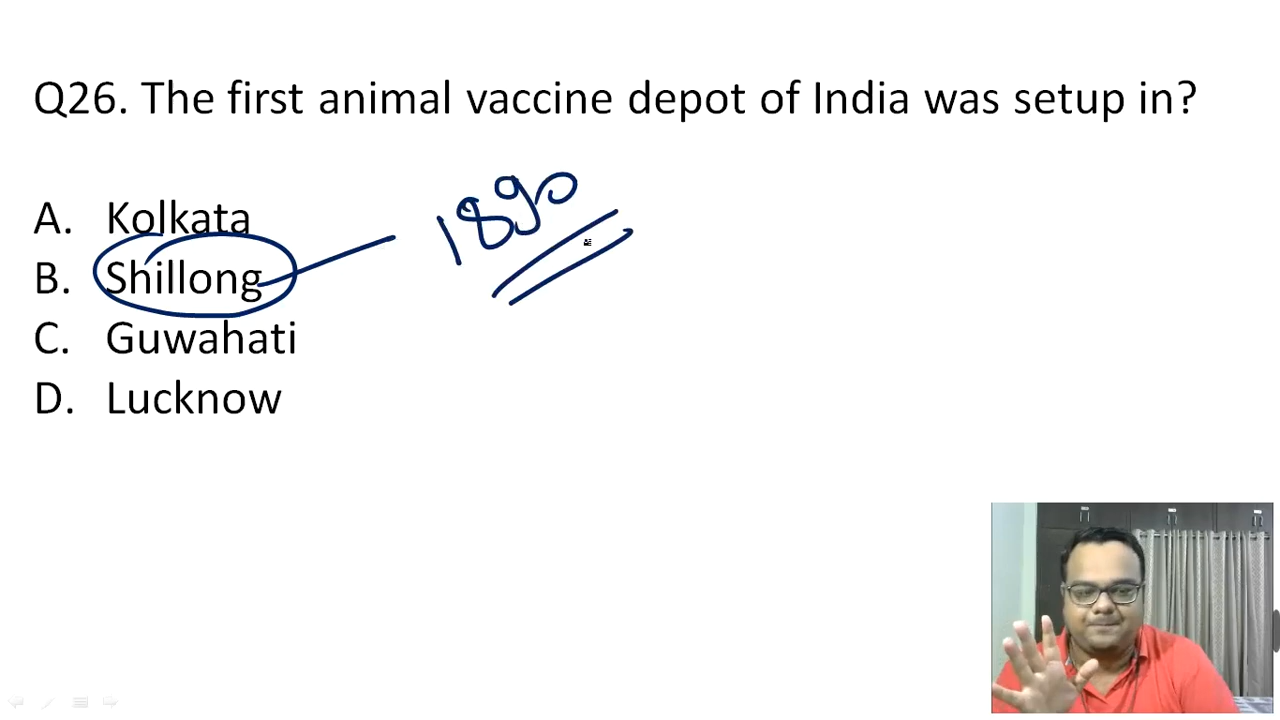 Q26. The first animal vaccine depot of India was setup in?
A. Kolkata
B. Shillong
1890
C. Guwahati
D. Lucknow